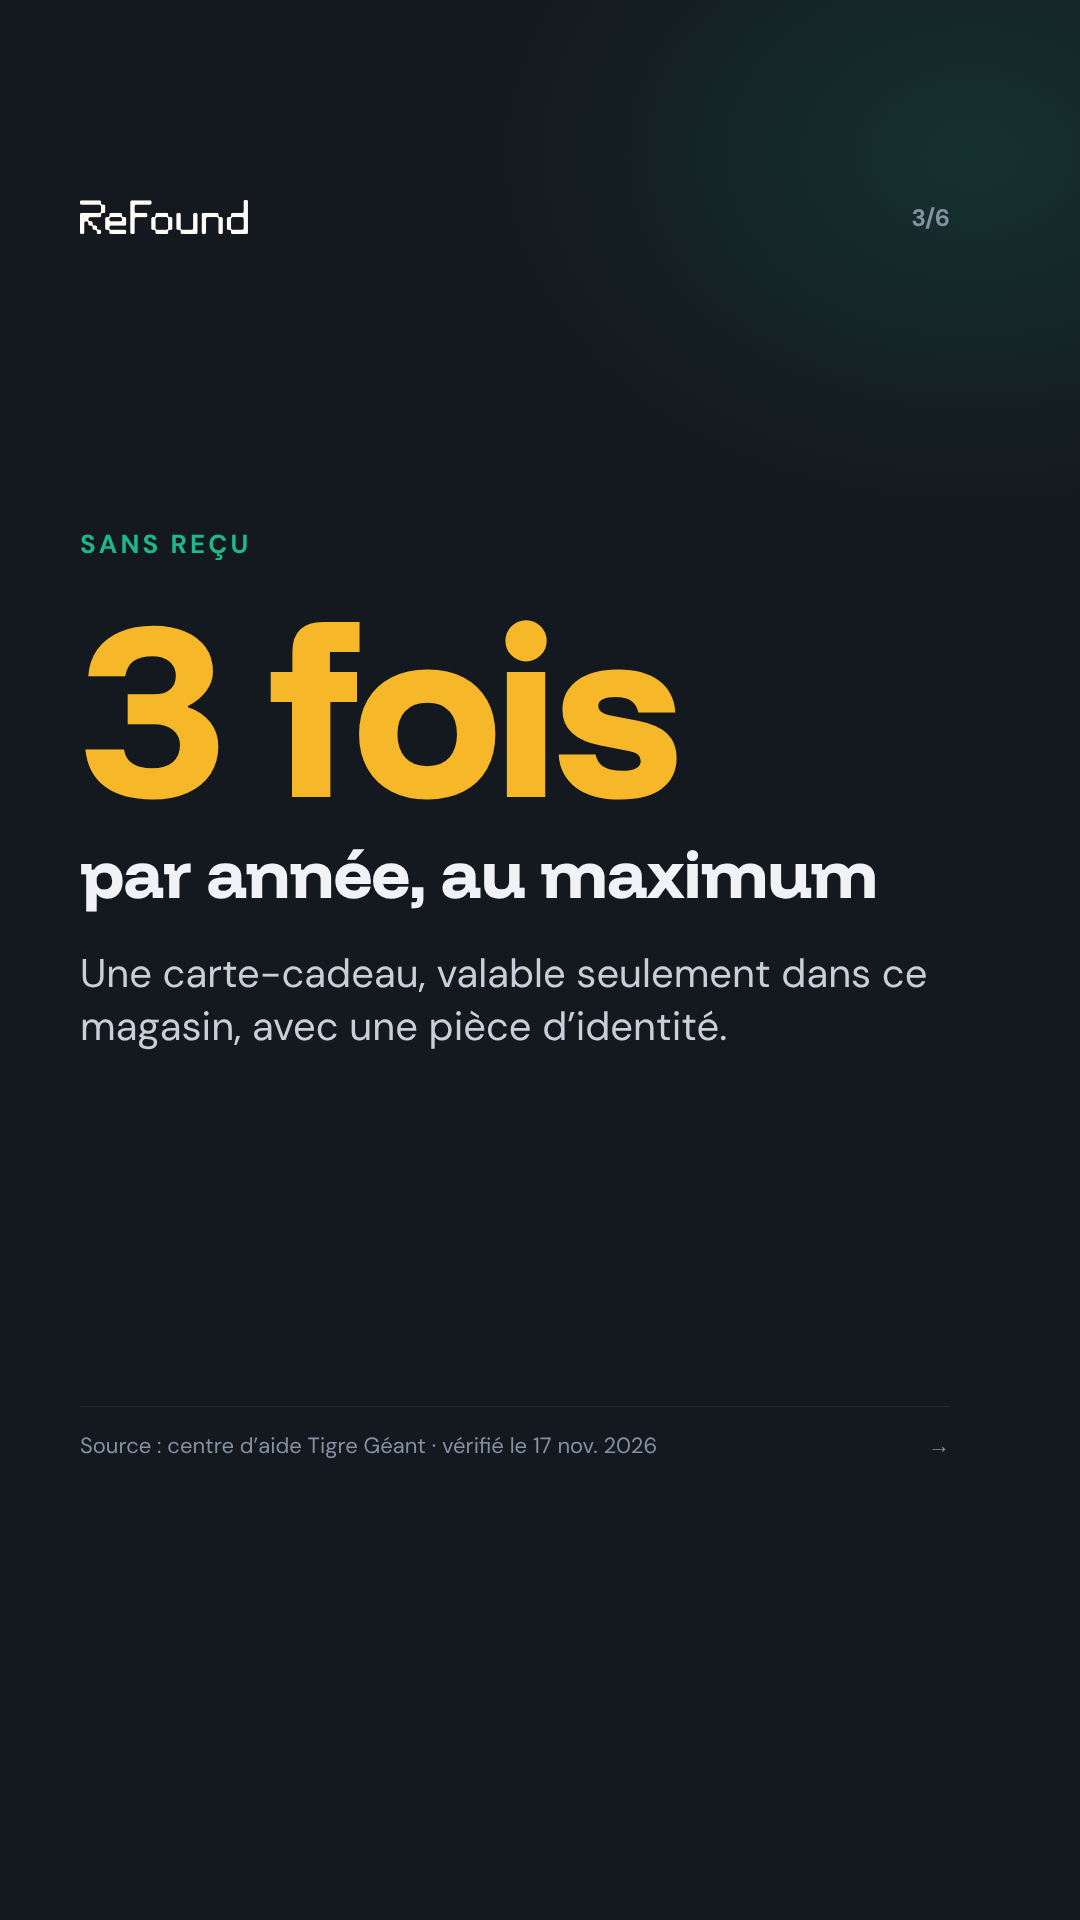 ReFound
3/6
SANS REÇU
3 fois
par année, au maximum
Une carte-cadeau, valable seulement dans ce
magasin, avec une pièce d’identité.
Source : centre d’aide Tigre Géant · vérifié le 17 nov. 2026 →